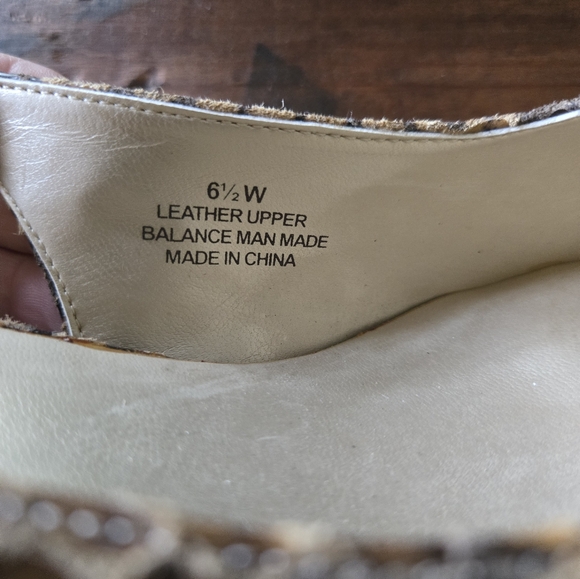 6½ W
LEATHER UPPER
BALANCE MAN MADE
MADE IN CHINA